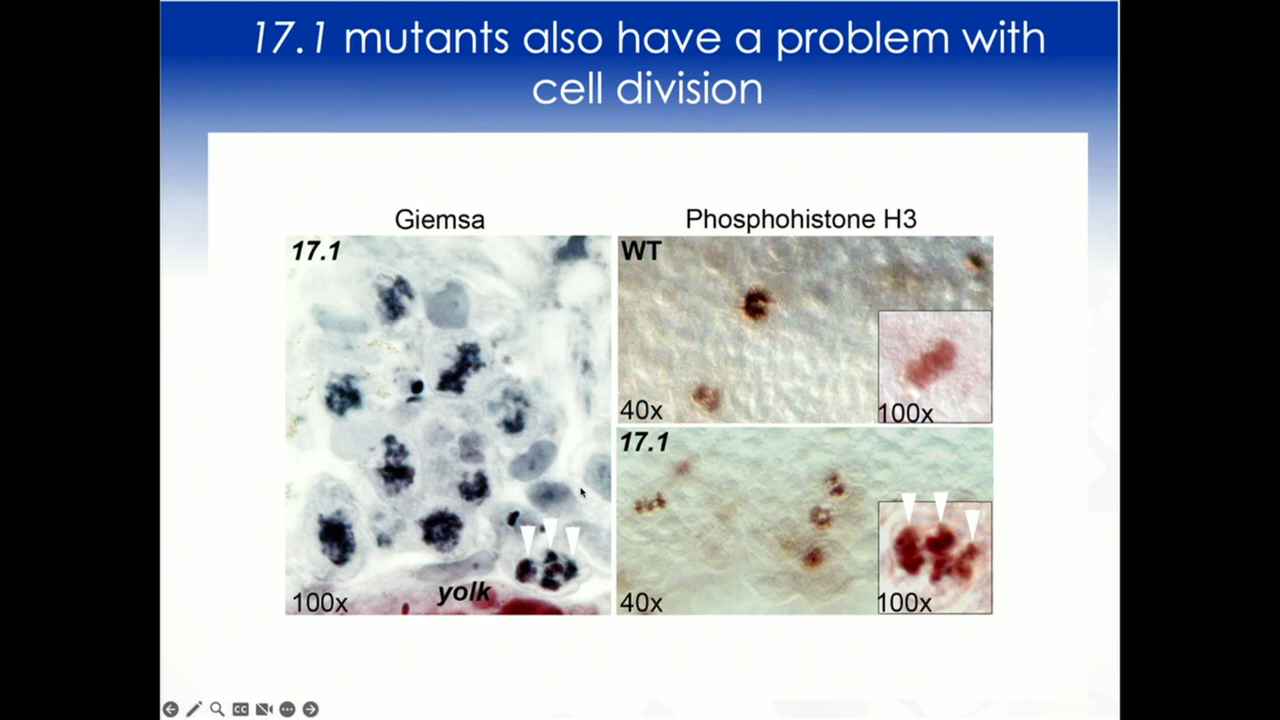 17.1 mutants also have a problem with
cell division
Giemsa
Phosphohistone H3
17.1
WT
40x
100x
17.1
yolk
100x
40x
100x
CC